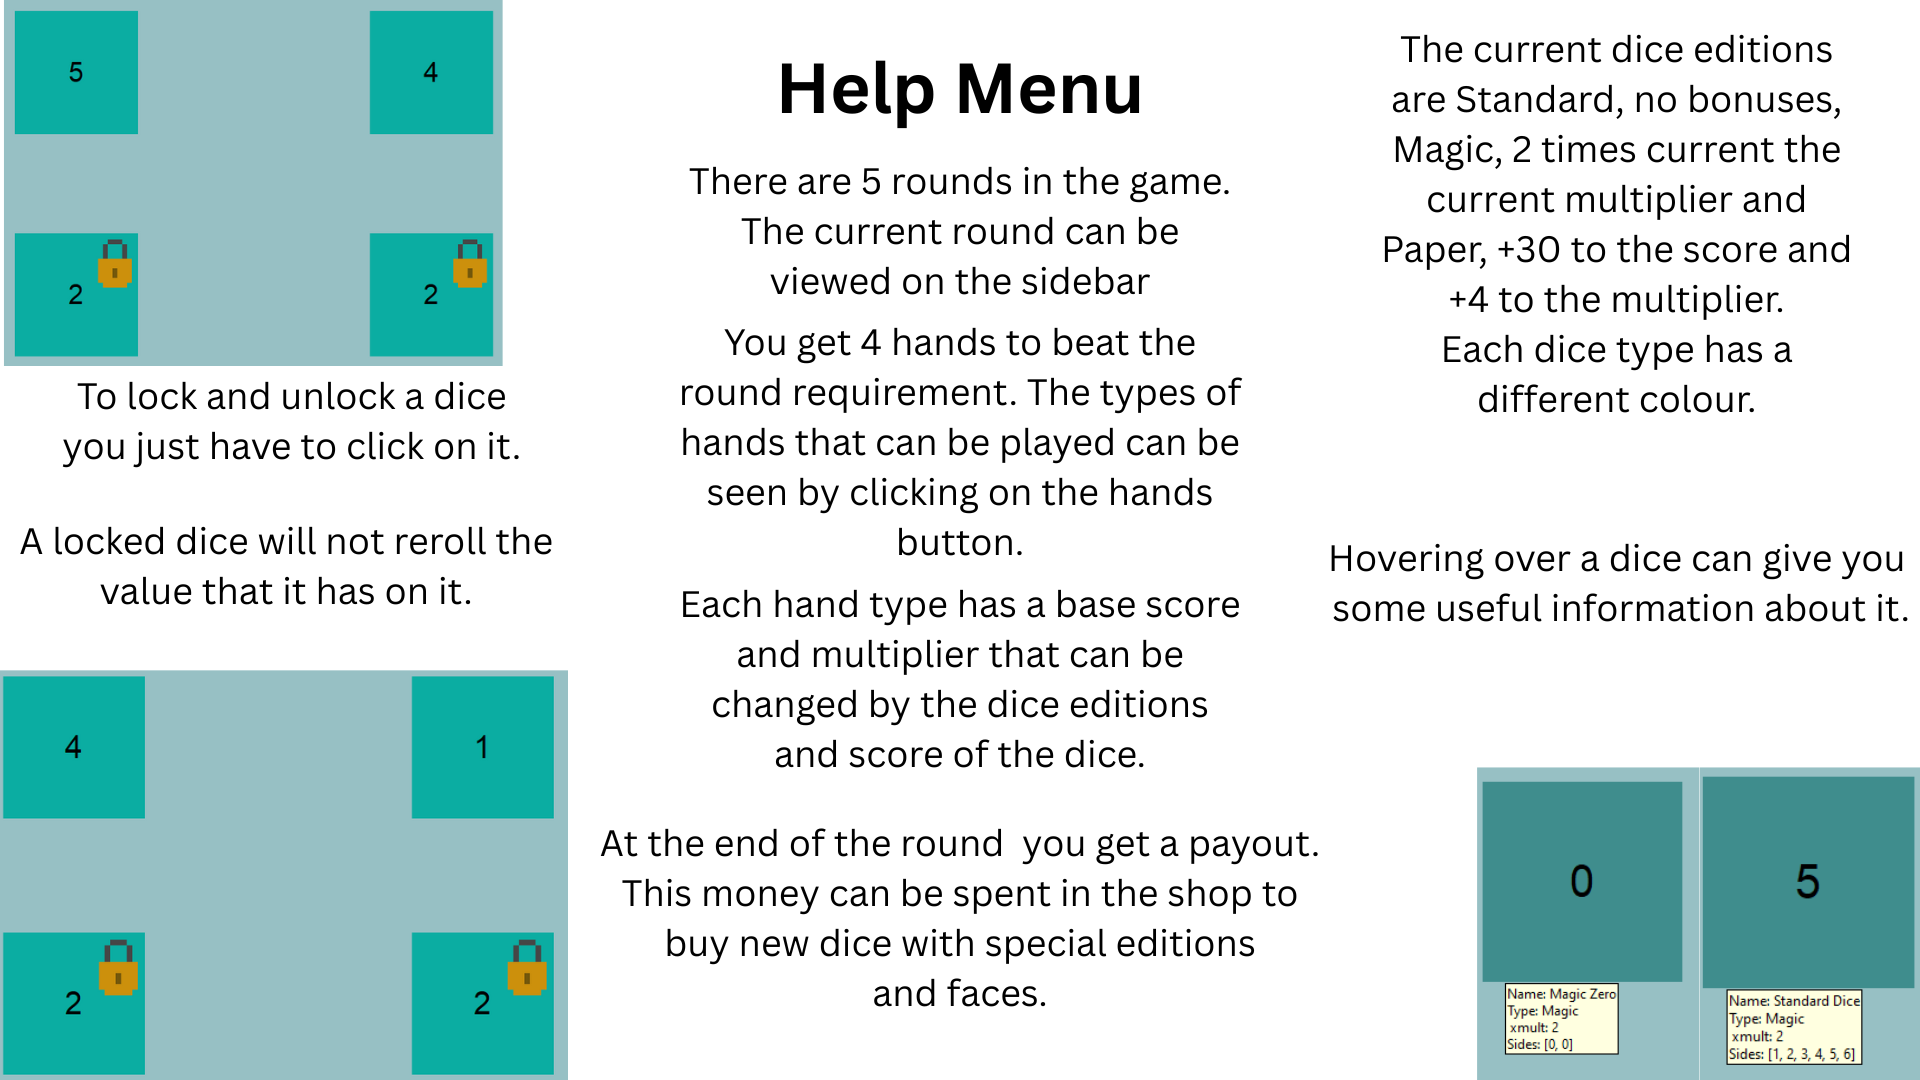 5
4
2
2
To lock and unlock a dice
you just have to click on it.
A locked dice will not reroll the
value that it has on it.
4
1
2
2
Help Menu
There are 5 rounds in the game.
The current round can be
viewed on the sidebar
You get 4 hands to beat the
round requirement. The types of
hands that can be played can be
seen by clicking on the hands
button.
Each hand type has a base score
and multiplier that can be
changed by the dice editions
and score of the dice.
At the end of the round  you get a payout.
This money can be spent in the shop to
buy new dice with special editions
and faces.
The current dice editions
are Standard, no bonuses,
Magic, 2 times current the
current multiplier and
Paper, +30 to the score and
+4 to the multiplier.
Each dice type has a
different colour.
Hovering over a dice can give you
some useful information about it.
0
Name: Magic Zero
Type: Magic
xmult: 2
Sides: [0, 0]
5
Name: Standard Dice
Type: Magic
xmult: 2
Sides: [1, 2, 3, 4, 5, 6]